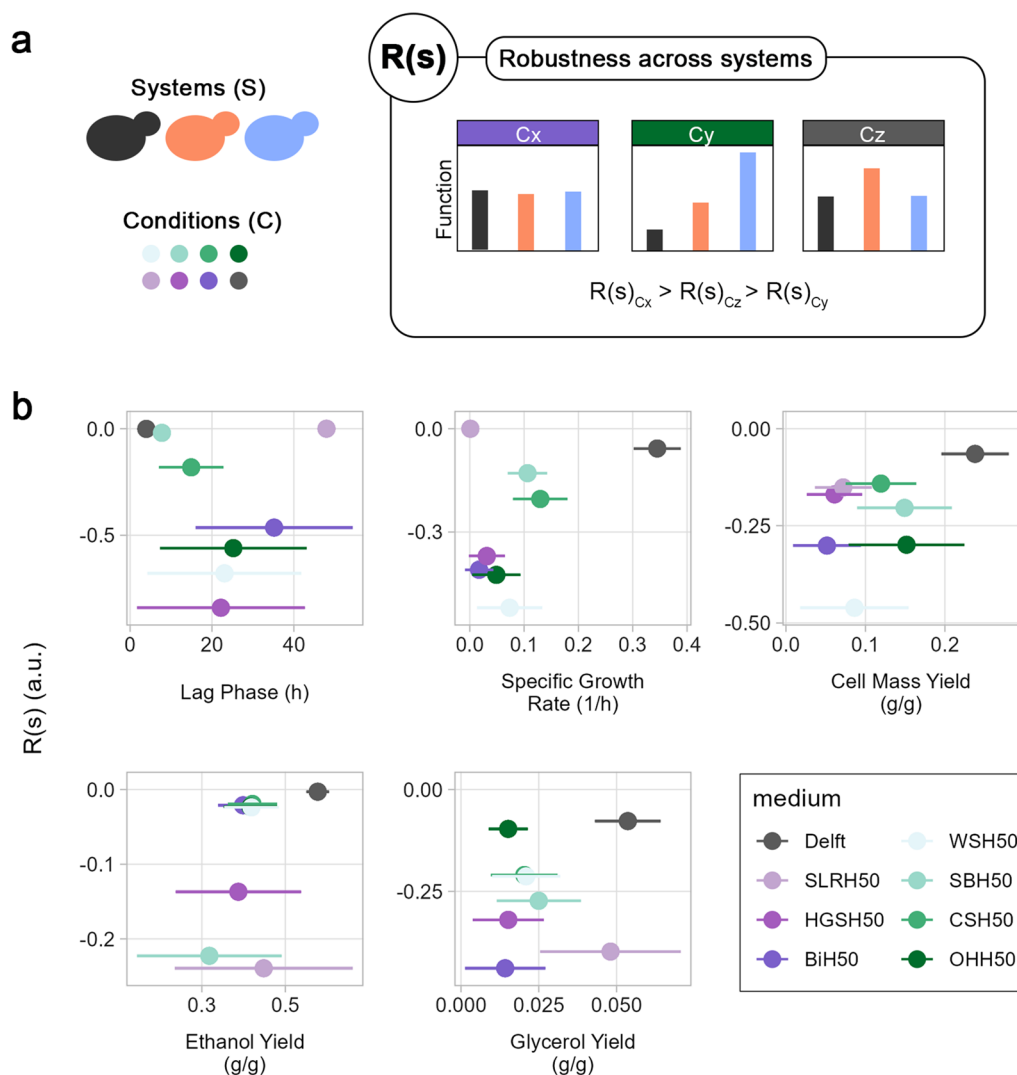 a
R(s)
Robustness across systems
Systems (S)
Conditions (C)
Function
Cx
Cy
Cz
R(s)Cx > R(s)Cz > R(s)Cy
b
R(s) (a.u.)
0.0
-0.5
0
20
40
Lag Phase (h)
0.0
-0.3
0.0
0.1
0.2
0.3
0.4
Specific Growth
Rate (1/h)
0.00
-0.25
-0.50
0.0
0.1
0.2
Cell Mass Yield
(g/g)
0.0
-0.1
-0.2
0.3
0.5
Ethanol Yield
(g/g)
0.00
-0.25
0.000
0.025
0.050
Glycerol Yield
(g/g)
medium
Delft
WSH50
SLRH50
SBH50
HGSH50
CSH50
BiH50
OHH50